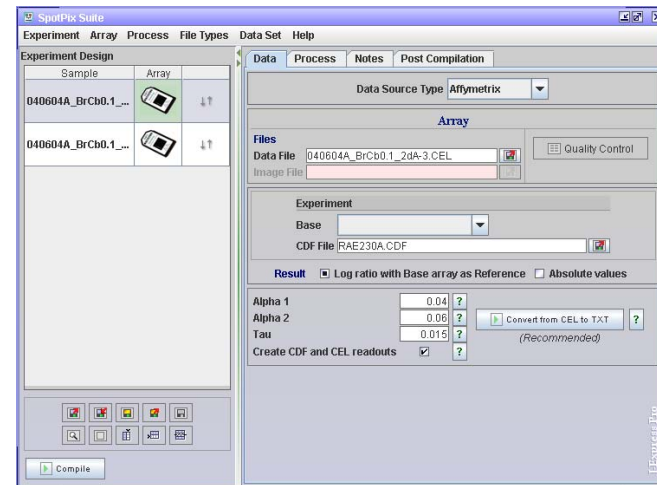 SpotPix Suite
Experiment Array Process File Types Data Set Help
Experiment Design
Sample Array
040604A_BrCb0.1_...
040604A_BrCb0.1_...
Compile
Data Process Notes Post Compilation
Data Source Type Affymetrix
Array
Files
Data File 040604A_BrCb0.1_2dA-3.CEL
Quality Control
Image File
Experiment
Base
CDF File RAE230A.CDF
Result Log ratio with Base array as Reference Absolute values
Alpha 1 0.04 ?
Alpha 2 0.06 ? Convert from CEL to TXT ?
Tau 0.015 ? (Recommended)
Create CDF and CEL readouts ?
J Express Pro